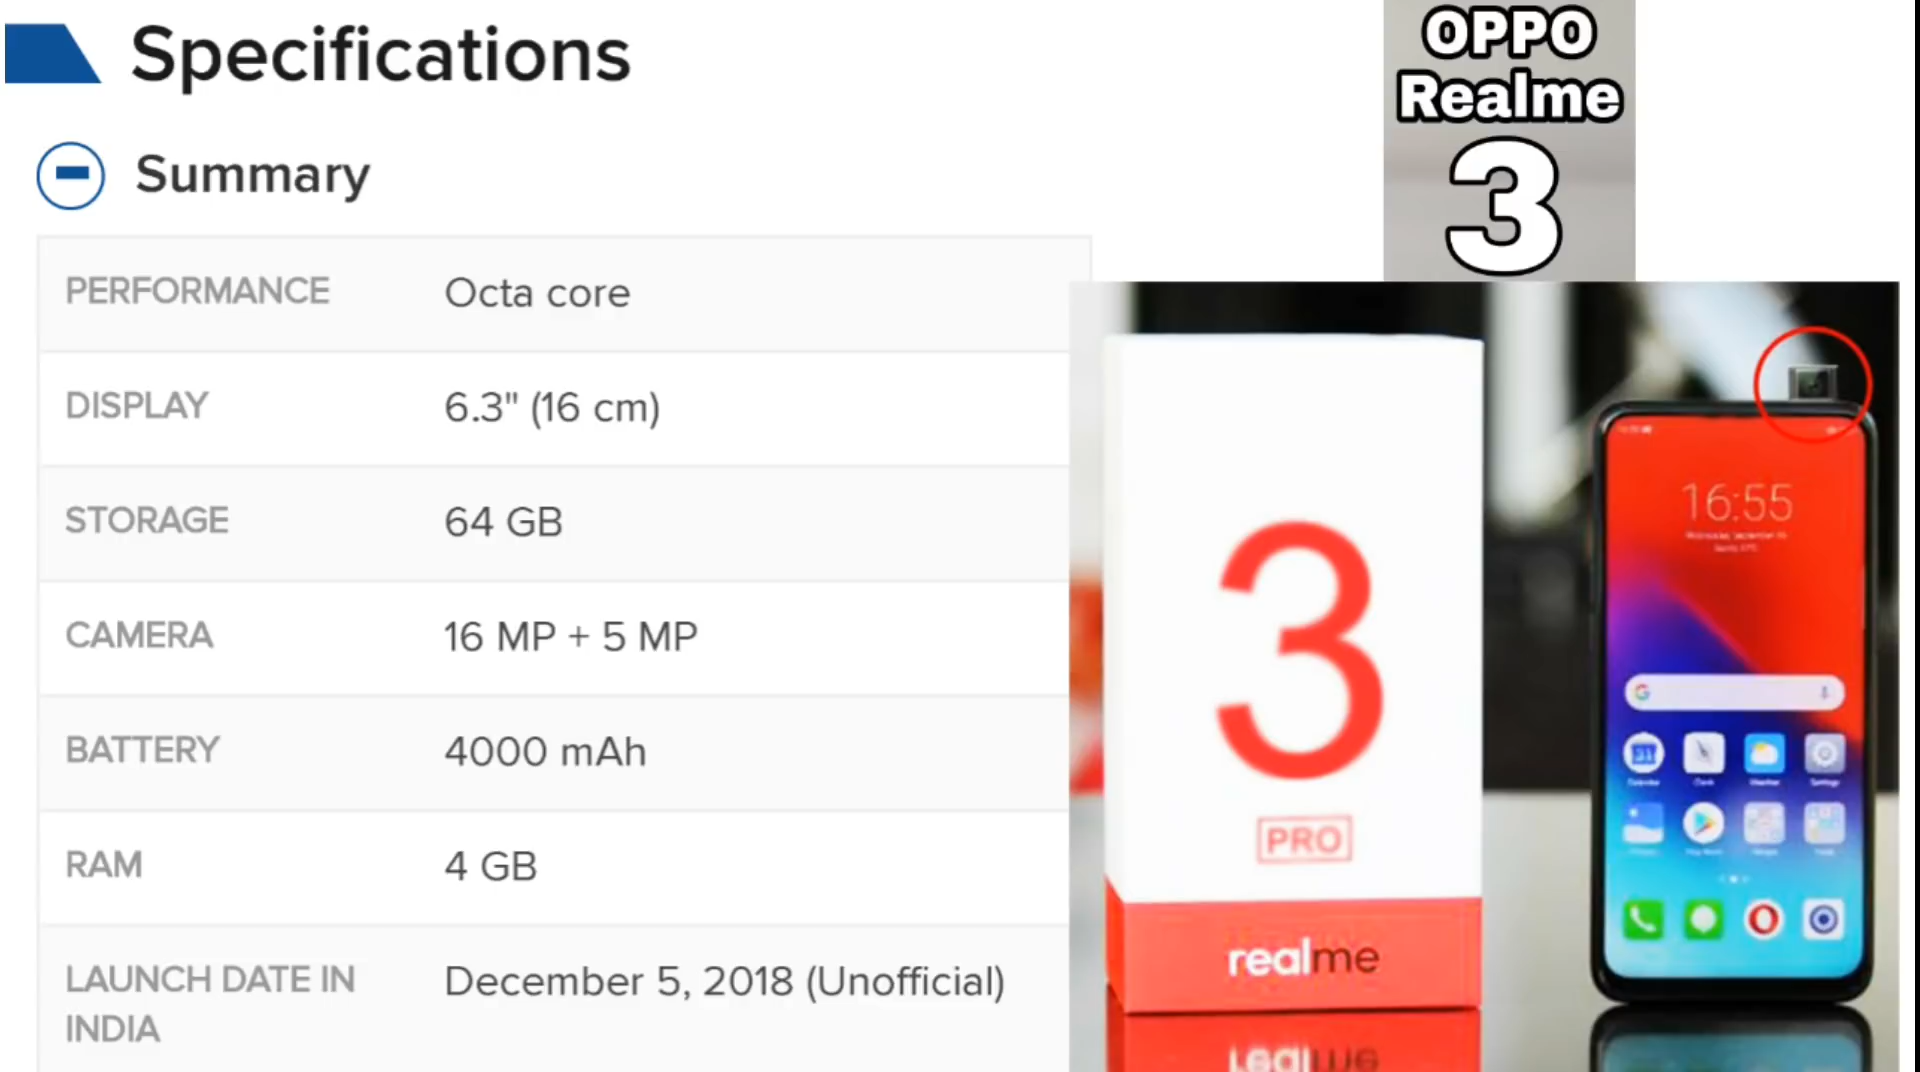 Specifications
Summary
PERFORMANCE Octa core
DISPLAY 6.3" (16 cm)
STORAGE 64 GB
CAMERA 16 MP + 5 MP
BATTERY 4000 mAh
RAM 4 GB
LAUNCH DATE IN
INDIA
December 5, 2018 (Unofficial)
OPPO
Realme
3
3
PRO
realme
16:55